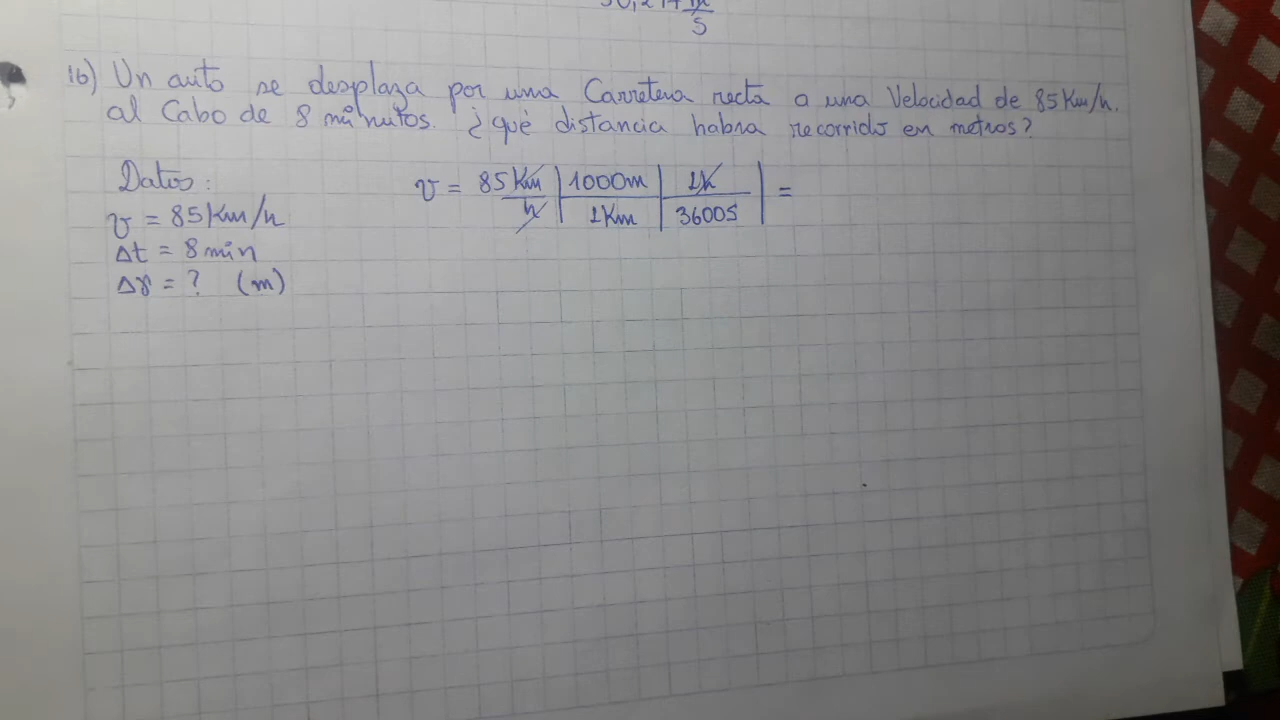 m
s
16) Un auto se desplaza por una Carretera recta a una Velocidad de 85 Km/h.
al Cabo de 8 minutos. ¿qué distancia habra recorrido en metros?
Datos:
v = 85 Km/h
Δt = 8 min
Δr = ? (m)
v = 85 Km | 1000m | 1h | =
h | 1Km | 3600s